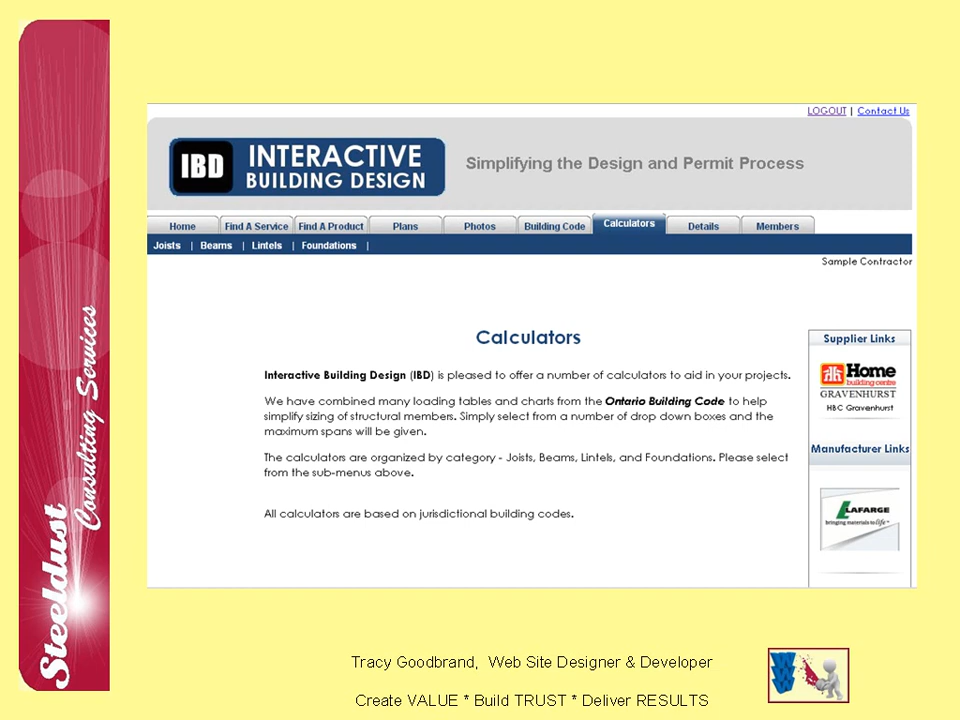 Steeldust
Consulting Services
LOGOUT | Contact Us
IBD INTERACTIVE
BUILDING DESIGN
Simplifying the Design and Permit Process
Home Find A Service Find A Product Plans Photos Building Code Calculators Details Members
Joists | Beams | Lintels | Foundations |
Sample Contractor
Calculators
Interactive Building Design (IBD) is pleased to offer a number of calculators to aid in your projects.
We have combined many loading tables and charts from the Ontario Building Code to help
simplify sizing of structural members. Simply select from a number of drop down boxes and the
maximum spans will be given.
The calculators are organized by category - Joists, Beams, Lintels, and Foundations. Please select
from the sub-menus above.
All calculators are based on jurisdictional building codes.
Supplier Links
Home
building centre
GRAVENHURST
HBC Gravenhurst
Manufacturer Links
LAFARGE
bringing materials to life™
Tracy Goodbrand, Web Site Designer & Developer
Create VALUE * Build TRUST * Deliver RESULTS